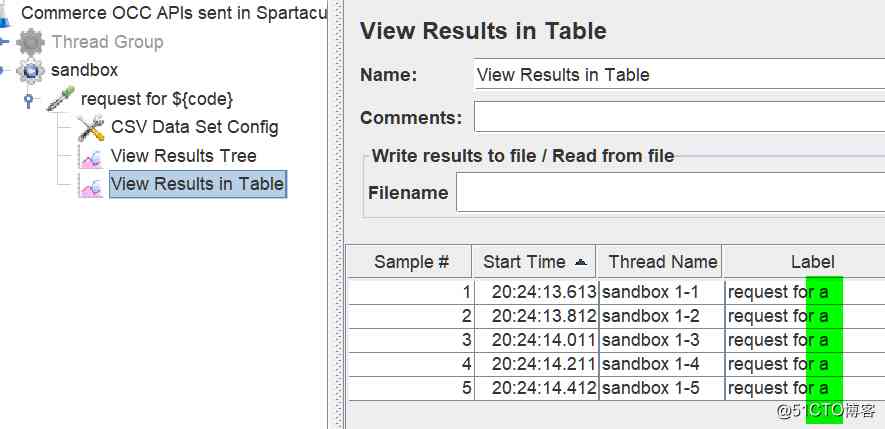 Commerce OCC APIs sent in Spartacu
Thread Group
sandbox
request for ${code}
CSV Data Set Config
View Results Tree
View Results in Table
View Results in Table
Name: View Results in Table
Comments:
Write results to file / Read from file
Filename
Sample # Start Time Thread Name Label
1 20:24:13.613 sandbox 1-1 request for a
2 20:24:13.812 sandbox 1-2 request for a
3 20:24:14.011 sandbox 1-3 request for a
4 20:24:14.211 sandbox 1-4 request for a
5 20:24:14.412 sandbox 1-5 request for a
@51CTO博客